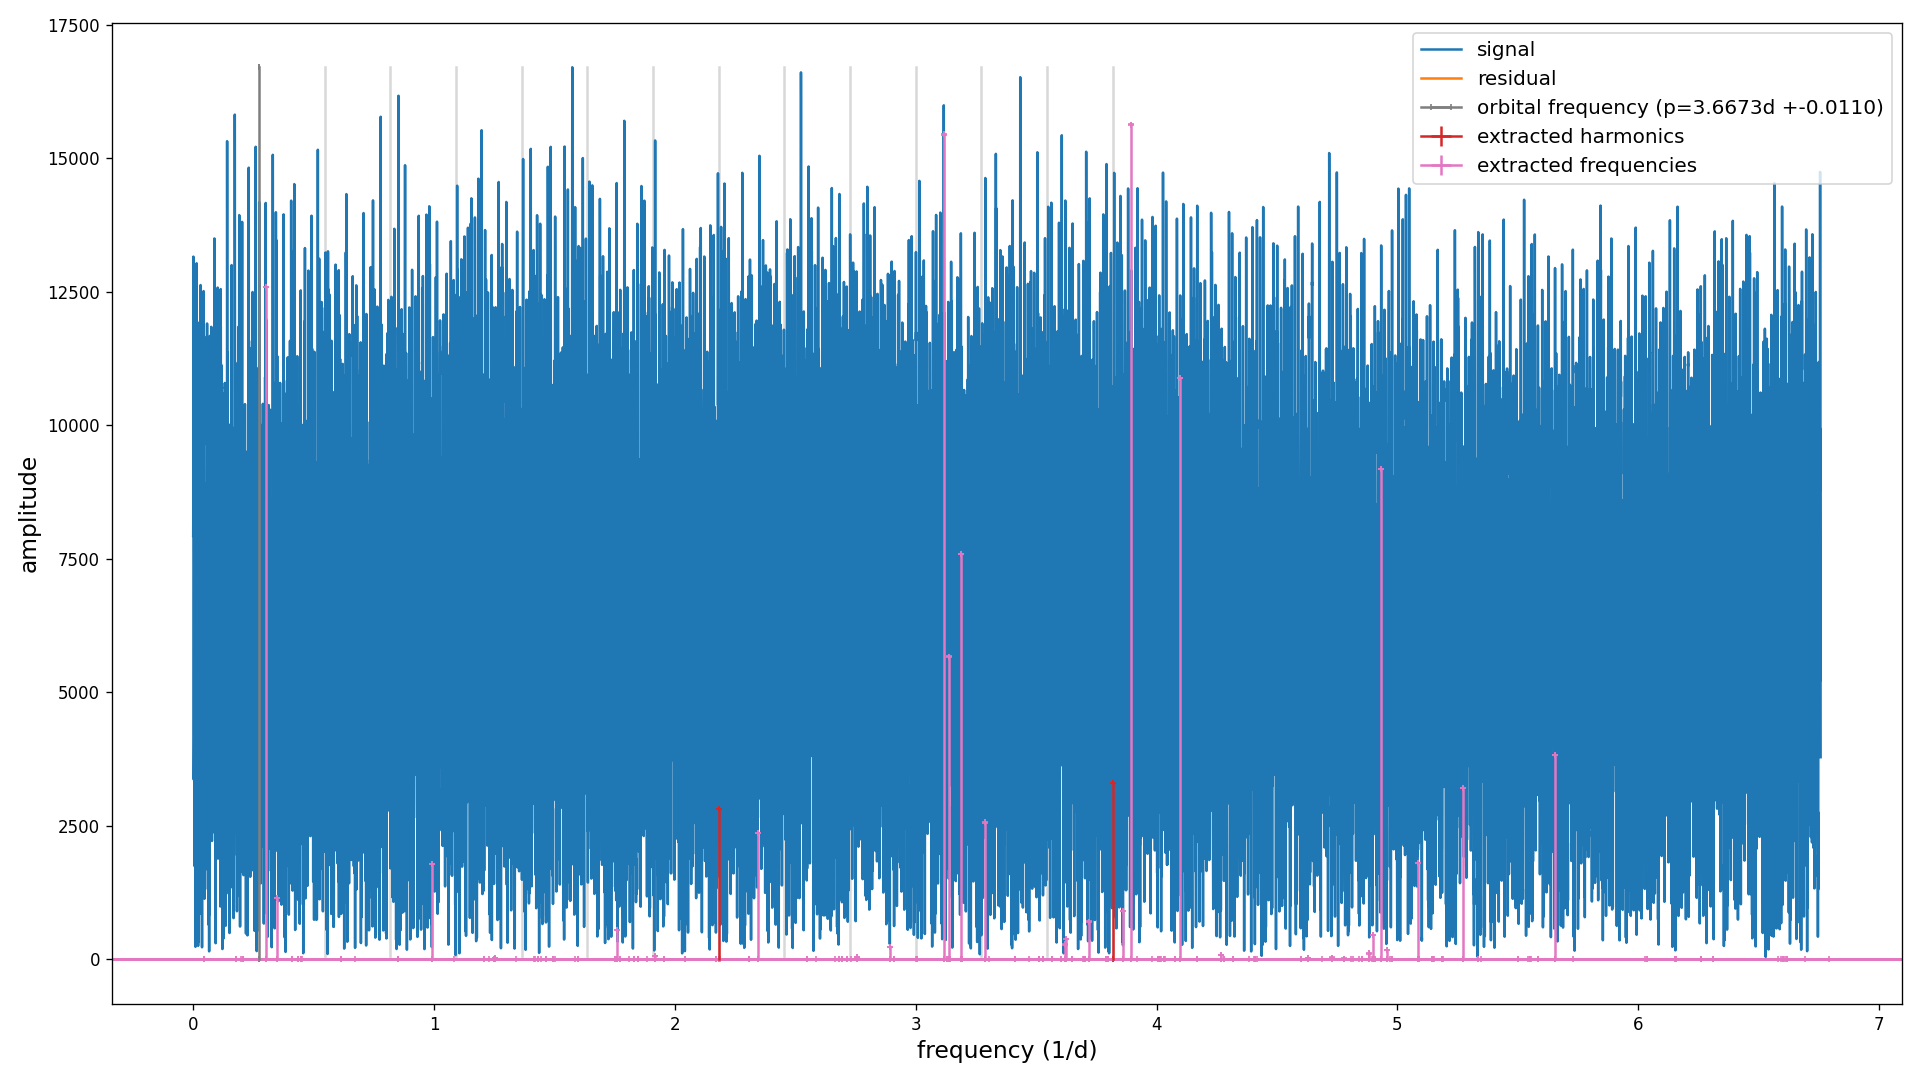 17500
15000
12500
10000
7500
5000
2500
0
amplitude
0 1 2 3 4 5 6 7
frequency (1/d)
signal
residual
orbital frequency (p=3.6673d +-0.0110)
extracted harmonics
extracted frequencies